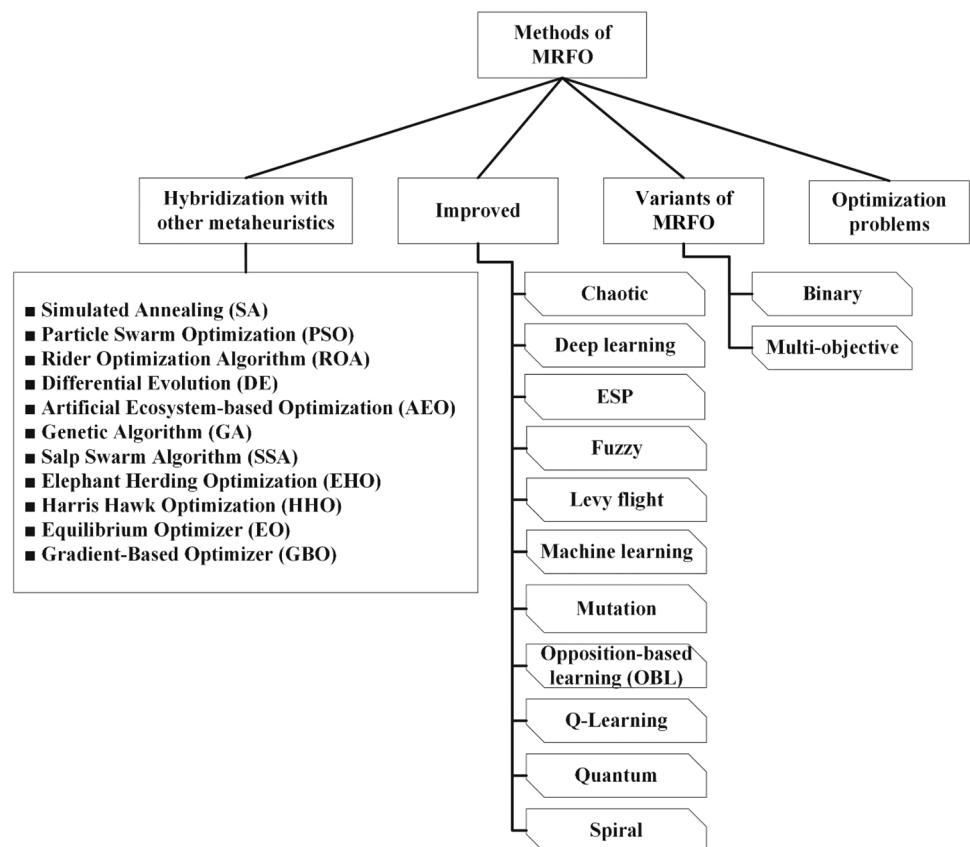 Methods of
MRFO
Hybridization with
other metaheuristics
Improved
Variants of
MRFO
Optimization
problems
■ Simulated Annealing (SA)
■ Particle Swarm Optimization (PSO)
■ Rider Optimization Algorithm (ROA)
■ Differential Evolution (DE)
■ Artificial Ecosystem-based Optimization (AEO)
■ Genetic Algorithm (GA)
■ Salp Swarm Algorithm (SSA)
■ Elephant Herding Optimization (EHO)
■ Harris Hawk Optimization (HHO)
■ Equilibrium Optimizer (EO)
■ Gradient-Based Optimizer (GBO)
Chaotic
Deep learning
ESP
Fuzzy
Levy flight
Machine learning
Mutation
Opposition-based
learning (OBL)
Q-Learning
Quantum
Spiral
Binary
Multi-objective